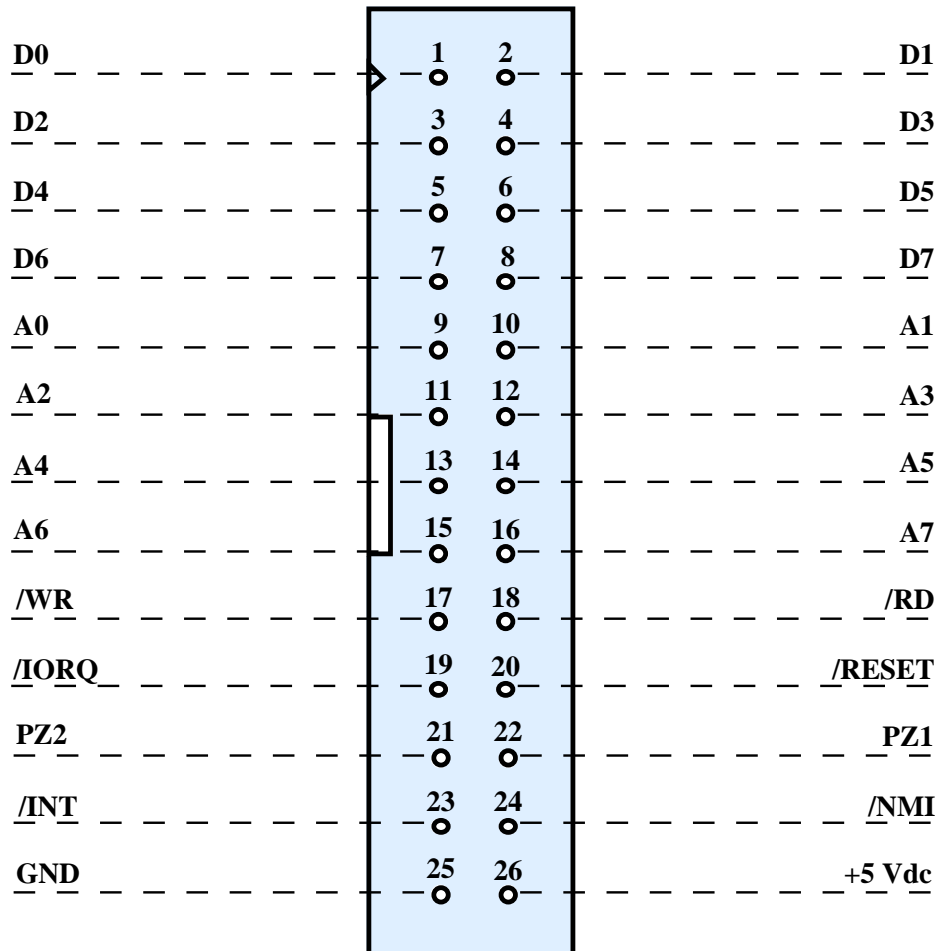 D0 1 2 D1
D2 3 4 D3
D4 5 6 D5
D6 7 8 D7
A0 9 10 A1
A2 11 12 A3
A4 13 14 A5
A6 15 16 A7
/WR 17 18 /RD
/IORQ 19 20 /RESET
PZ2 21 22 PZ1
/INT 23 24 /NMI
GND 25 26 +5 Vdc